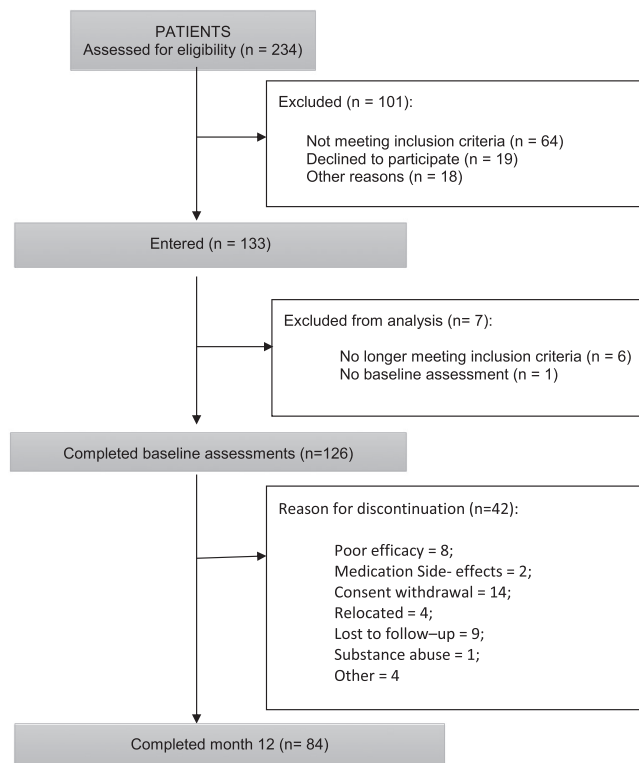 PATIENTS
Assessed for eligibility (n = 234)
Excluded (n = 101):
Not meeting inclusion criteria (n = 64)
Declined to participate (n = 19)
Other reasons (n = 18)
Entered (n = 133)
Excluded from analysis (n= 7):
No longer meeting inclusion criteria (n = 6)
No baseline assessment (n = 1)
Completed baseline assessments (n=126)
Reason for discontinuation (n=42):
Poor efficacy = 8;
Medication Side- effects = 2;
Consent withdrawal = 14;
Relocated = 4;
Lost to follow–up = 9;
Substance abuse = 1;
Other = 4
Completed month 12 (n= 84)